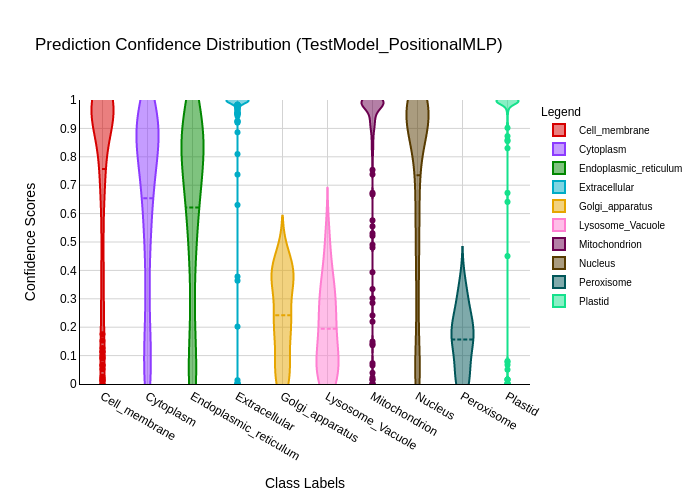 Prediction Confidence Distribution (TestModel_PositionalMLP)
Confidence Scores
1
0.9
0.8
0.7
0.6
0.5
0.4
0.3
0.2
0.1
0
Cell_membrane
Cytoplasm
Endoplasmic_reticulum
Extracellular
Golgi_apparatus
Lysosome_Vacuole
Mitochondrion
Nucleus
Peroxisome
Plastid
Class Labels
Legend
Cell_membrane
Cytoplasm
Endoplasmic_reticulum
Extracellular
Golgi_apparatus
Lysosome_Vacuole
Mitochondrion
Nucleus
Peroxisome
Plastid